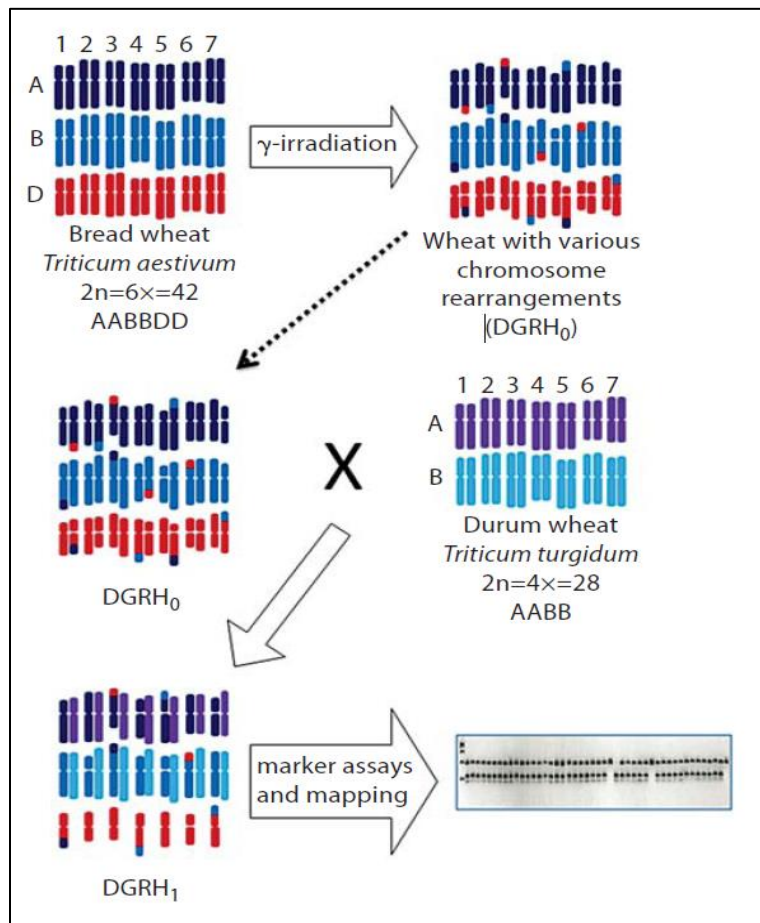 1 2 3 4 5 6 7
A
B
D
Bread wheat
Triticum aestivum
2n=6×=42
AABBDD
γ-irradiation
Wheat with various
chromosome
rearrangements
(DGRH₀)
DGRH₀
X
1 2 3 4 5 6 7
A
B
Durum wheat
Triticum turgidum
2n=4×=28
AABB
DGRH₁
marker assays
and mapping